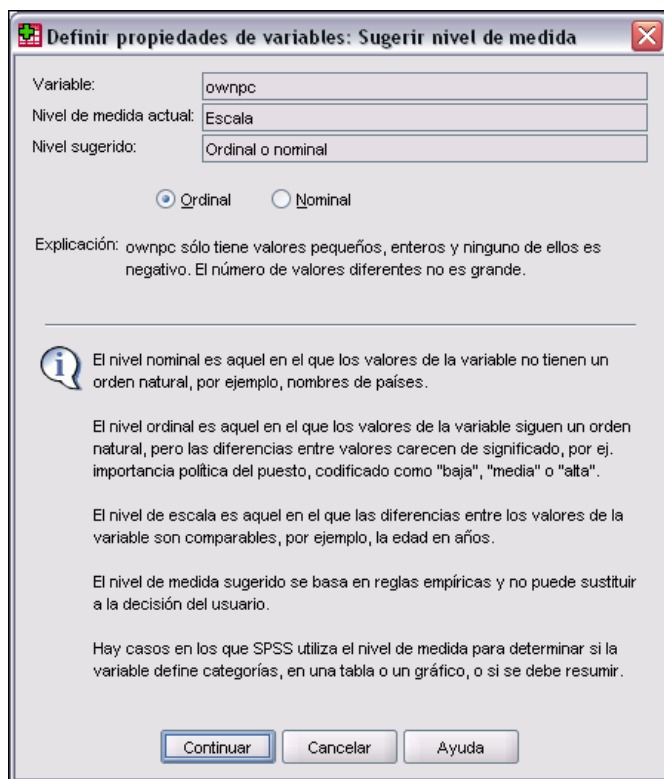 Definir propiedades de variables: Sugerir nivel de medida
Variable:
ownpc
Nivel de medida actual:
Escala
Nivel sugerido:
Ordinal o nominal
Ordinal
Nominal
Explicación:
ownpc sólo tiene valores pequeños, enteros y ninguno de ellos es
negativo. El número de valores diferentes no es grande.
El nivel nominal es aquel en el que los valores de la variable no tienen un
orden natural, por ejemplo, nombres de países.
El nivel ordinal es aquel en el que los valores de la variable siguen un orden
natural, pero las diferencias entre valores carecen de significado, por ej.
importancia política del puesto, codificado como "baja", "media" o "alta".
El nivel de escala es aquel en el que las diferencias entre los valores de la
variable son comparables, por ejemplo, la edad en años.
El nivel de medida sugerido se basa en reglas empíricas y no puede sustituir
a la decisión del usuario.
Hay casos en los que SPSS utiliza el nivel de medida para determinar si la
variable define categorías, en una tabla o un gráfico, o si se debe resumir.
Continuar
Cancelar
Ayuda